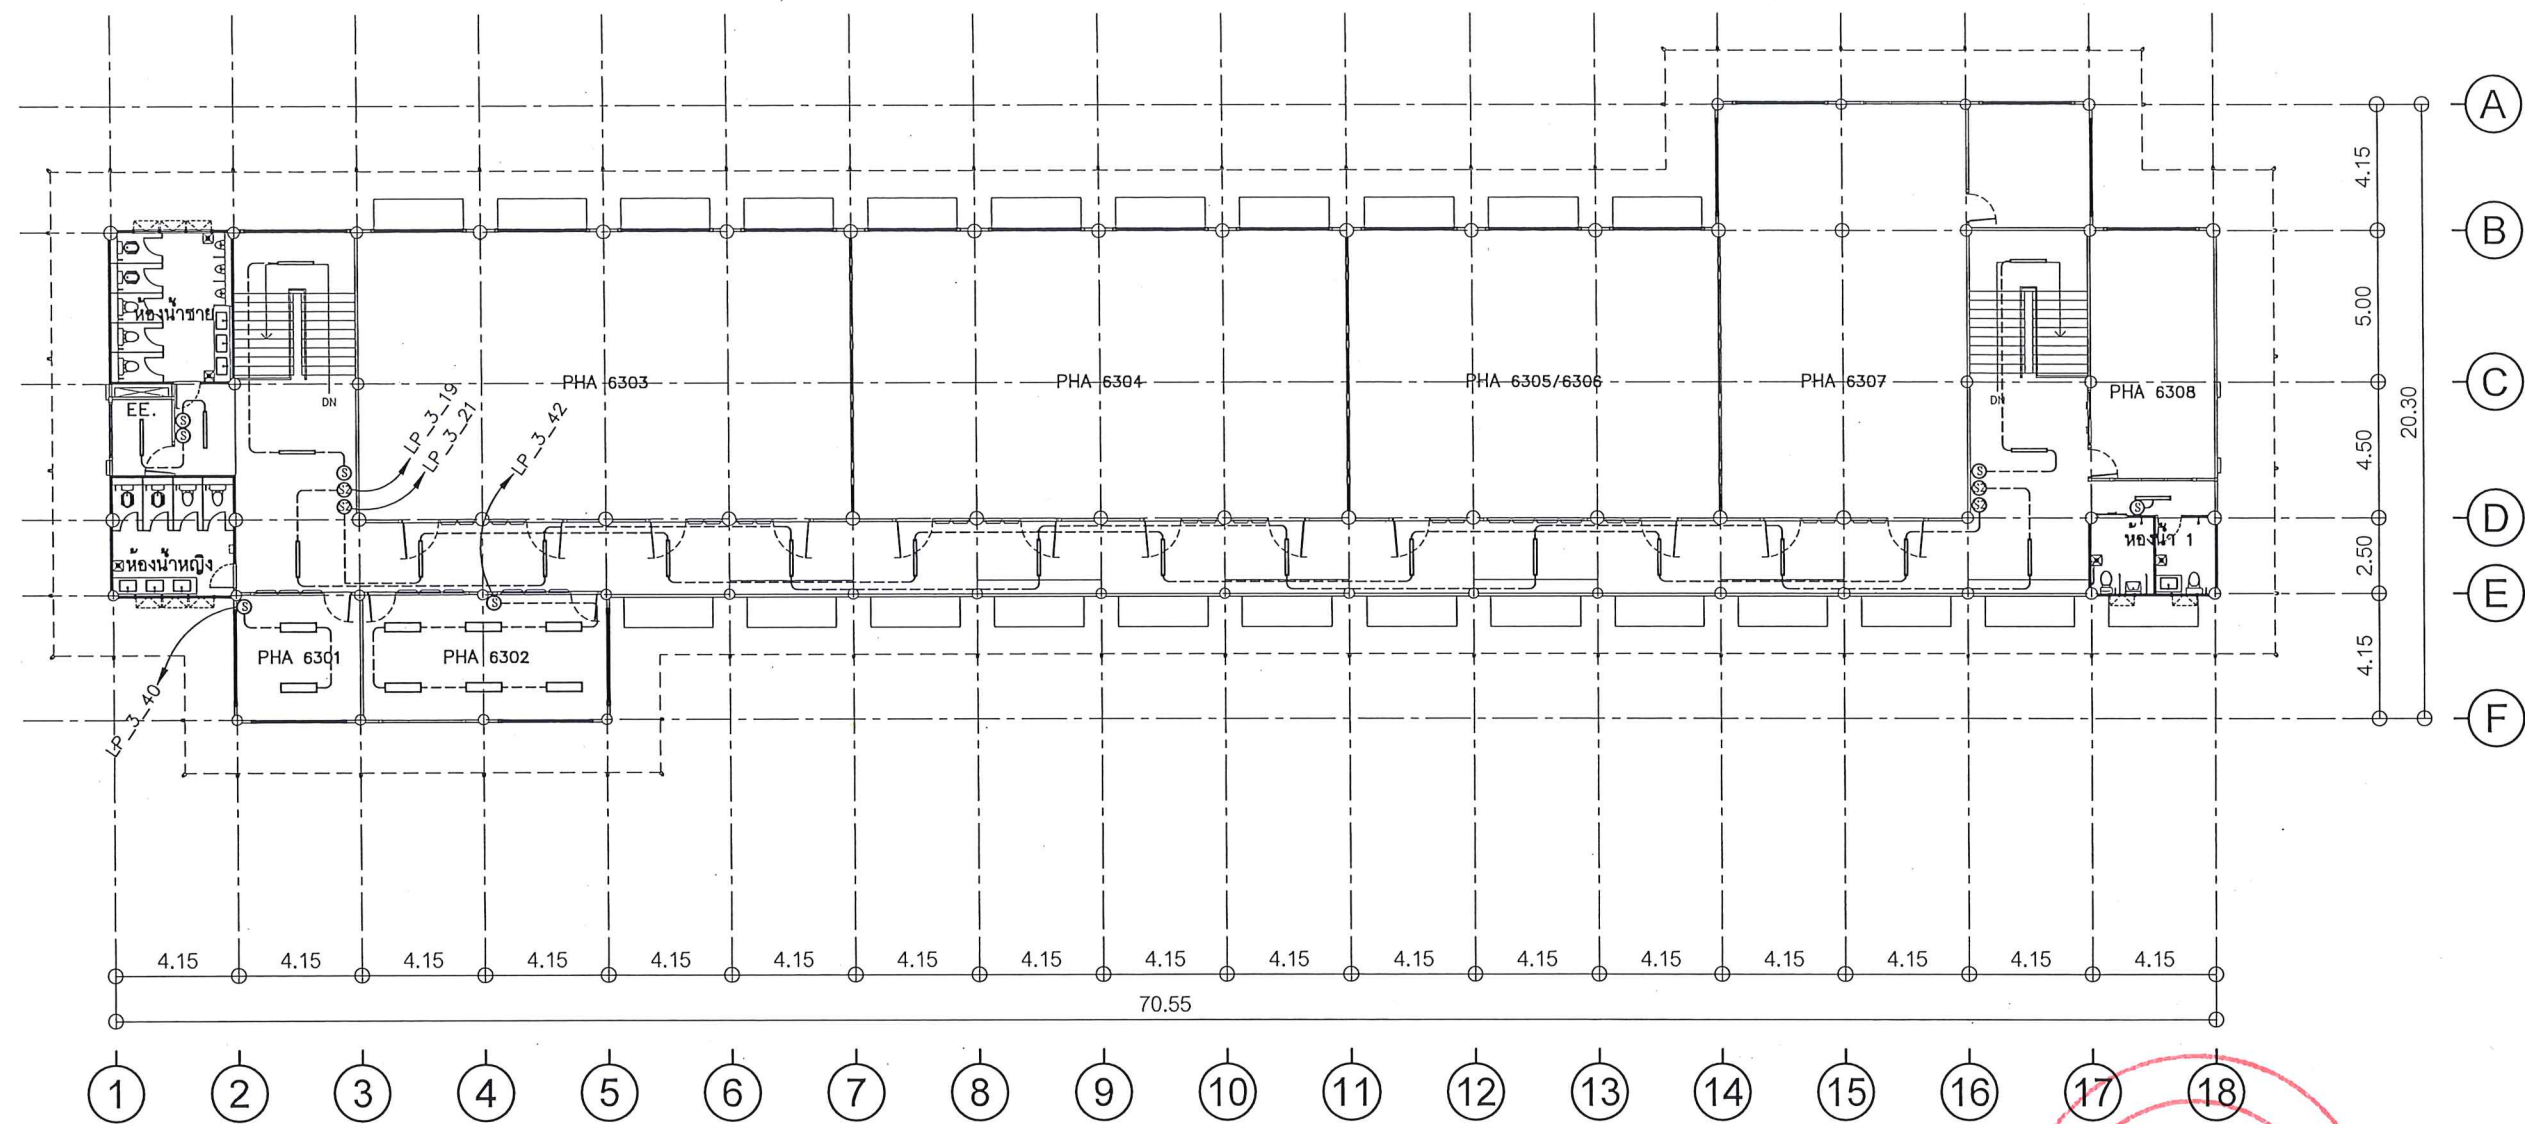 A
4.15
B
ห้องน้ำชาย
5.00
PHA 6303
PHA 6304
PHA 6305/6306
PHA 6307
PHA 6308
C
DN
DN
20.30
EE.
LP_3_19
LP_3_21
LP_3_42
4.50
S
S
S
S2
S2
S
S2
S2
S
D
ห้องน้ำหญิง
ห้องน้ำ 1
2.50
E
S
S
PHA 6301
PHA 6302
4.15
LP_3_40
F
4.15 4.15 4.15 4.15 4.15 4.15 4.15 4.15 4.15 4.15 4.15 4.15 4.15 4.15 4.15 4.15 4.15
70.55
1 2 3 4 5 6 7 8 9 10 11 12 13 14 15 16 17 18